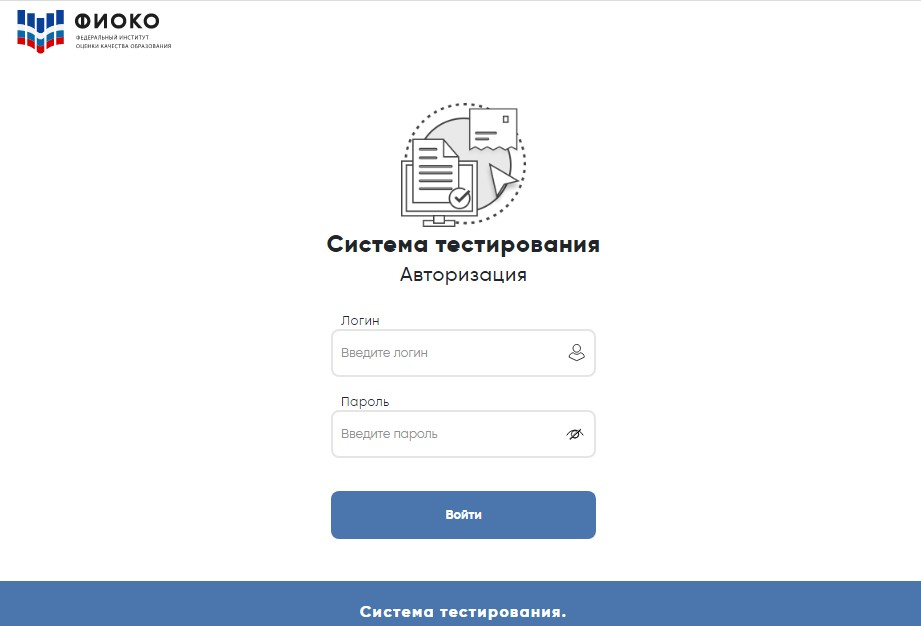 ФИОКО
ФЕДЕРАЛЬНЫЙ ИНСТИТУТ
ОЦЕНКИ КАЧЕСТВА ОБРАЗОВАНИЯ
Система тестирования
Авторизация
Логин
Введите логин
Пароль
Введите пароль
Войти
Система тестирования.